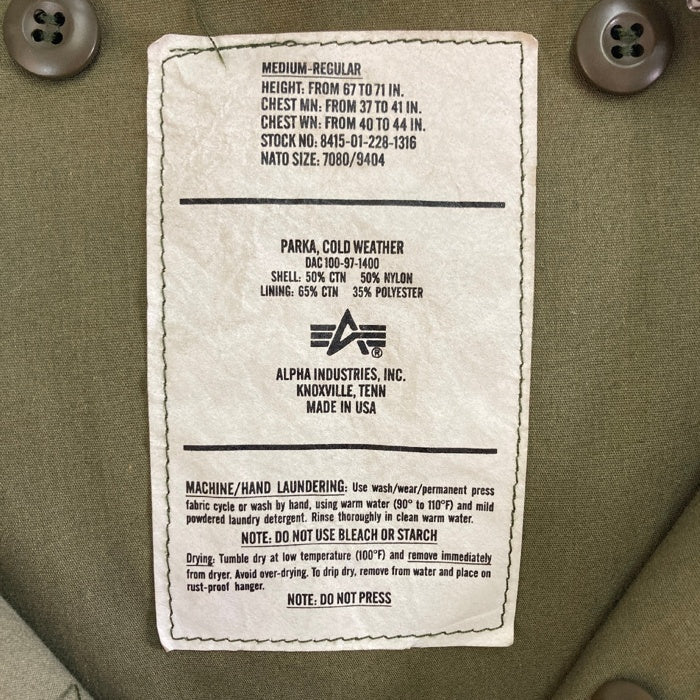 MEDIUM-REGULAR
HEIGHT: FROM 67 TO 71 IN.
CHEST MN: FROM 37 TO 41 IN.
CHEST WN: FROM 40 TO 44 IN.
STOCK NO: 8415-01-228-1316
NATO SIZE: 7080/9404
PARKA, COLD WEATHER
DAC 100-97-1400
SHELL: 50% CTN 50% NYLON
LINING: 65% CTN 35% POLYESTER
®
ALPHA INDUSTRIES, INC.
KNOXVILLE, TENN
MADE IN USA
MACHINE/HAND LAUNDERING: Use wash/wear/permanent press
fabric cycle or wash by hand, using warm water (90° to 110°F) and mild
powdered laundry detergent. Rinse thoroughly in clean warm water.
NOTE: DO NOT USE BLEACH OR STARCH
Drying: Tumble dry at low temperature (100°F) and remove immediately
from dryer. Avoid over-drying. To drip dry, remove from water and place on
rust-proof hanger.
NOTE: DO NOT PRESS